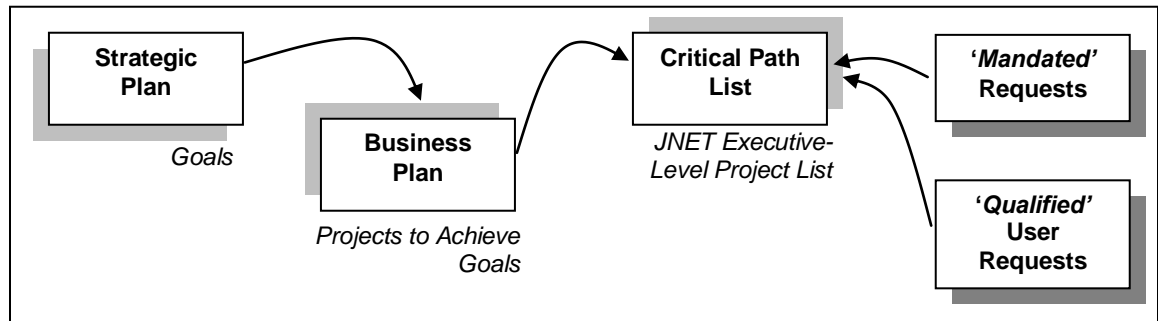 Strategic
Plan
Goals
Business
Plan
Projects to Achieve
Goals
Critical Path
List
JNET Executive-
Level Project List
‘Mandated’
Requests
‘Qualified’
User
Requests